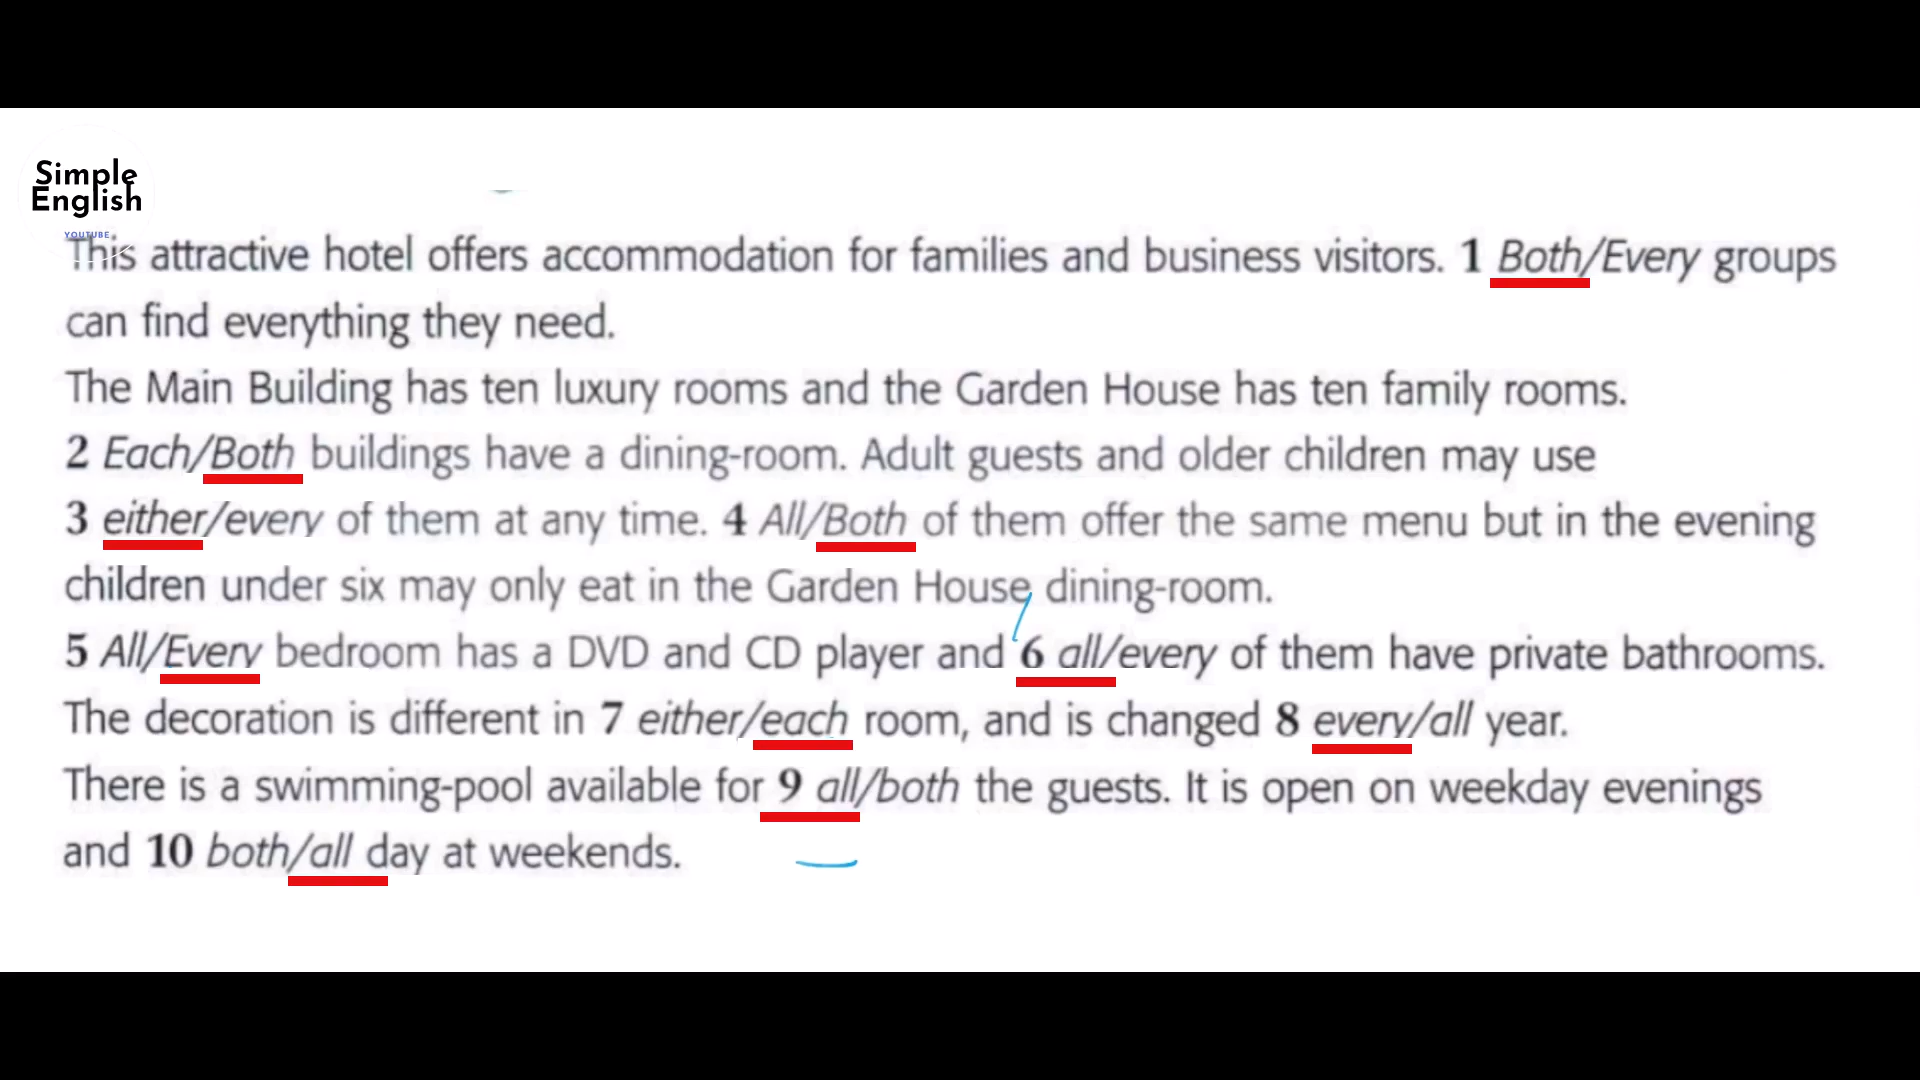 Simple
English
YOUTUBE
This attractive hotel offers accommodation for families and business visitors. 1 Both/Every groups
can find everything they need.
The Main Building has ten luxury rooms and the Garden House has ten family rooms.
2 Each/Both buildings have a dining-room. Adult guests and older children may use
3 either/every of them at any time. 4 All/Both of them offer the same menu but in the evening
children under six may only eat in the Garden House dining-room.
5 All/Every bedroom has a DVD and CD player and 6 all/every of them have private bathrooms.
The decoration is different in 7 either/each room, and is changed 8 every/all year.
There is a swimming-pool available for 9 all/both the guests. It is open on weekday evenings
and 10 both/all day at weekends.